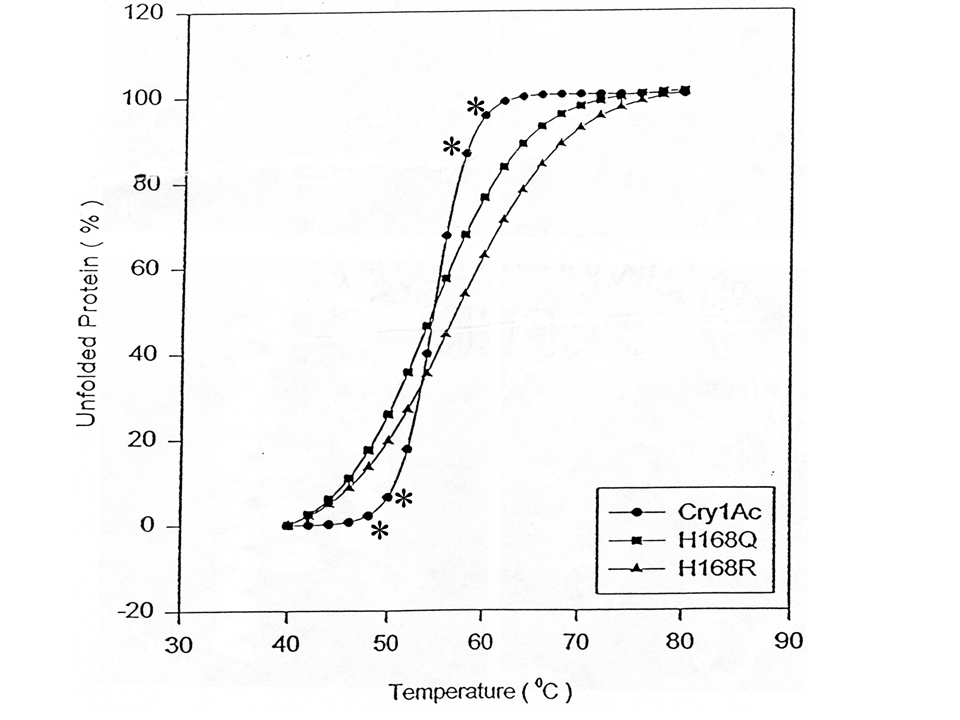 120
100
80
60
40
20
0
-20
Unfolded Protein ( % )
*
*
*
*
Cry1Ac
H168Q
H168R
30 40 50 60 70 80 90
Temperature ( ⁰C )